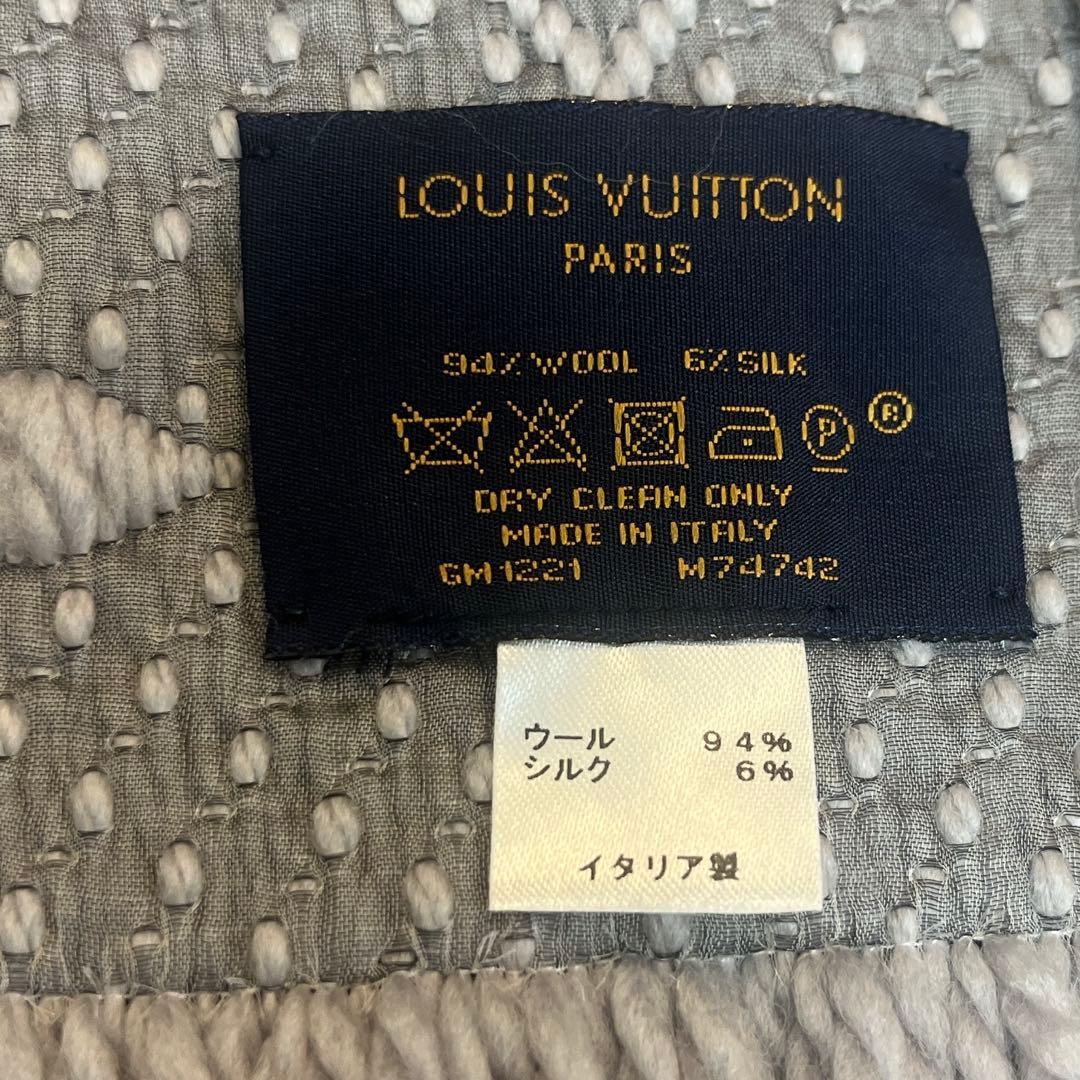 LOUIS VUITTON
PARIS
94% WOOL 6% SILK
P ®
DRY CLEAN ONLY
MADE IN ITALY
GM1221 M74742
ウール 94%
シルク 6%
イタリア製